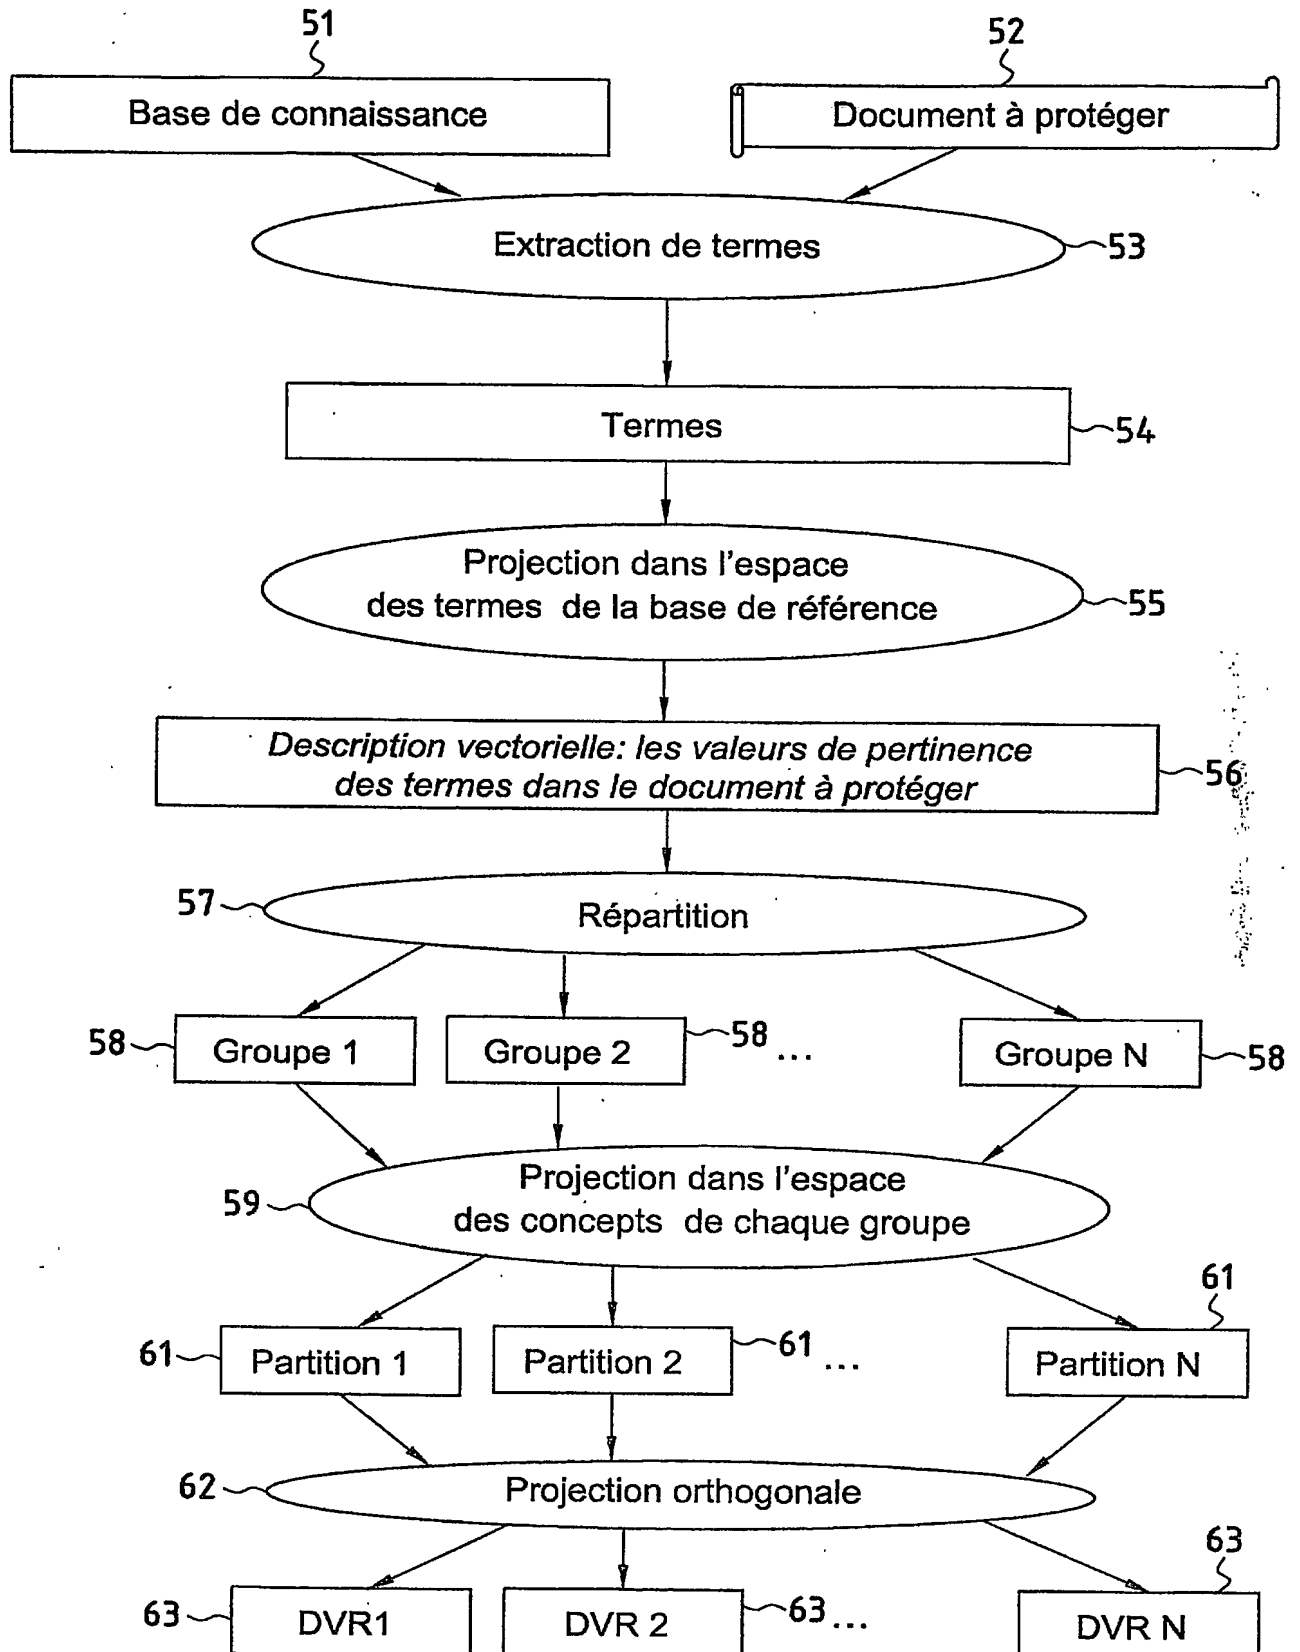 51
52
Base de connaissance
Document à protéger
Extraction de termes
53
Termes
54
Projection dans l'espace
des termes de la base de référence
55
Description vectorielle: les valeurs de pertinence
des termes dans le document à protéger
56
57
Répartition
58
Groupe 1
Groupe 2
58
...
Groupe N
58
59
Projection dans l'espace
des concepts de chaque groupe
61
61
Partition 1
Partition 2
61
...
Partition N
62
Projection orthogonale
63
63
DVR1
DVR 2
63
...
DVR N